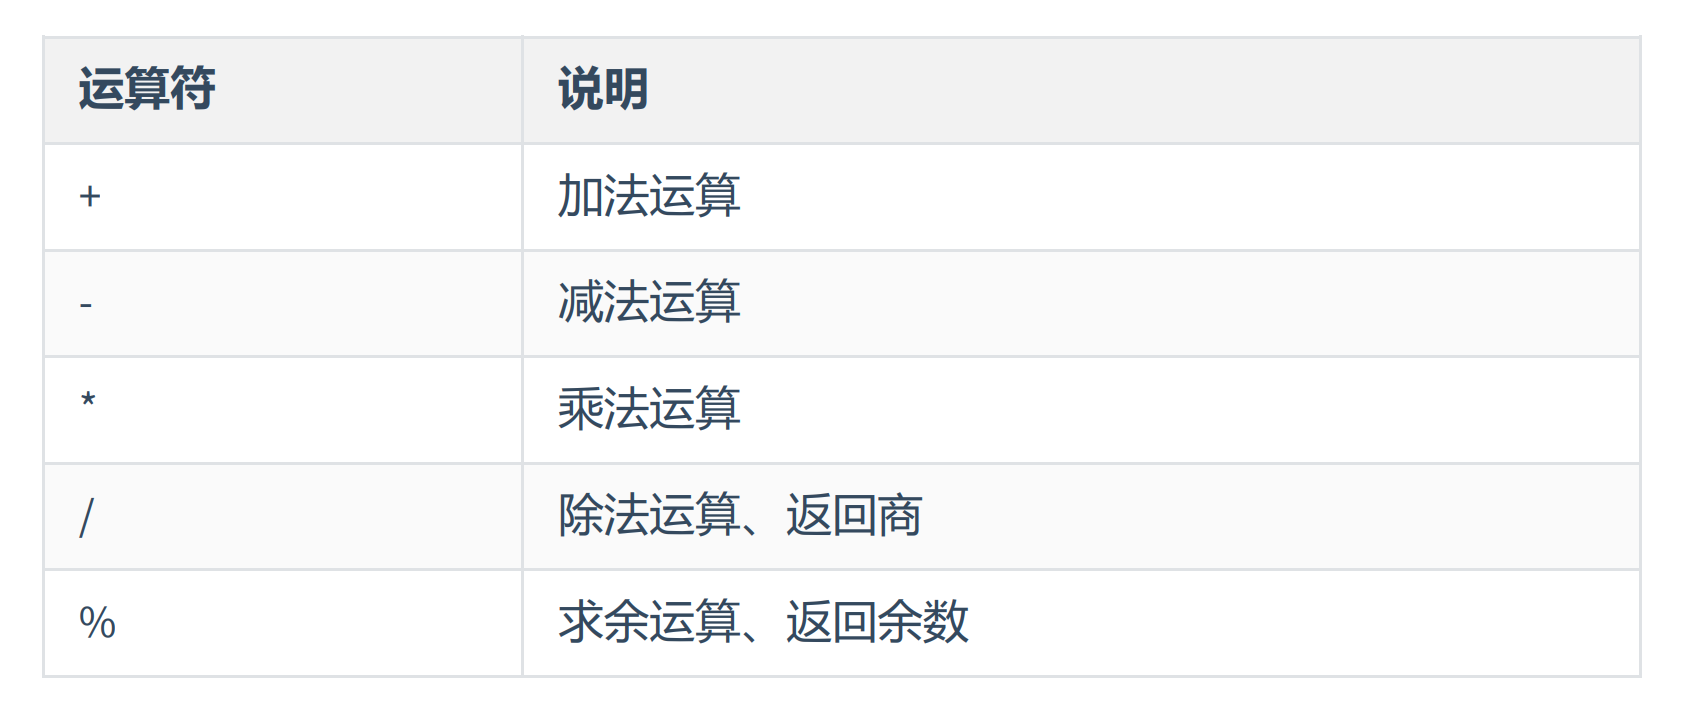 运算符 说明
+ 加法运算
- 减法运算
* 乘法运算
/ 除法运算、返回商
% 求余运算、返回余数